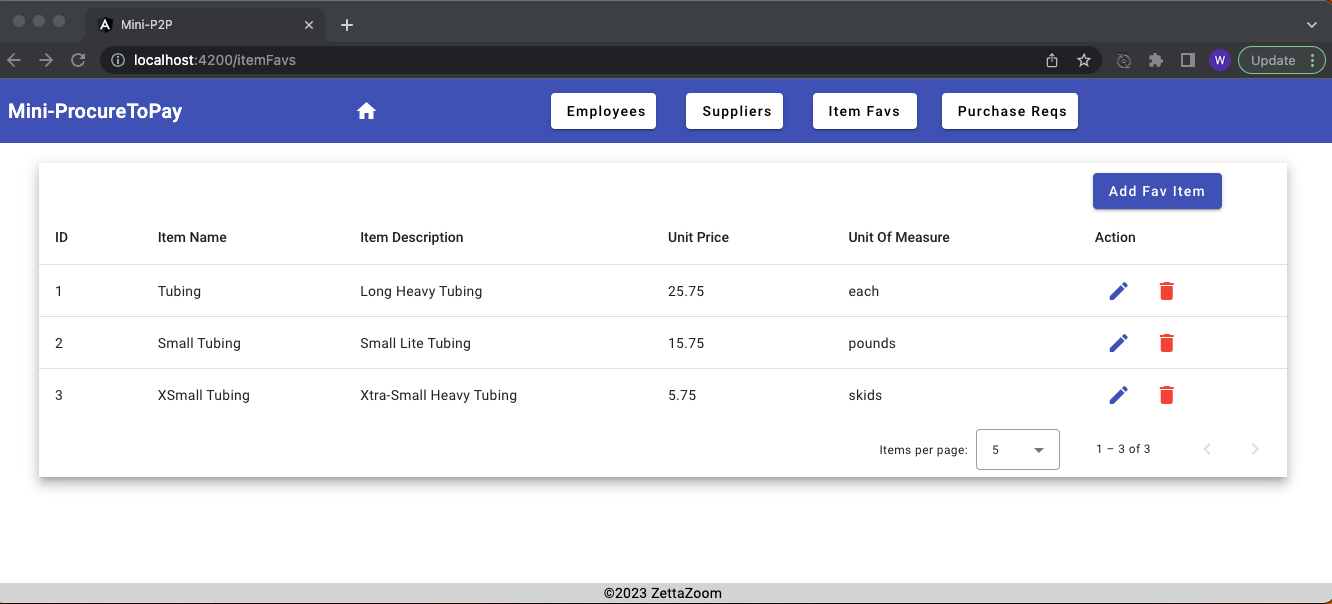 Mini-P2P
localhost:4200/itemFavs
W
Update
Mini-ProcureToPay
Employees
Suppliers
Item Favs
Purchase Reqs
Add Fav Item
ID Item Name Item Description Unit Price Unit Of Measure Action
1 Tubing Long Heavy Tubing 25.75 each
2 Small Tubing Small Lite Tubing 15.75 pounds
3 XSmall Tubing Xtra-Small Heavy Tubing 5.75 skids
Items per page: 5 1 – 3 of 3
©2023 ZettaZoom